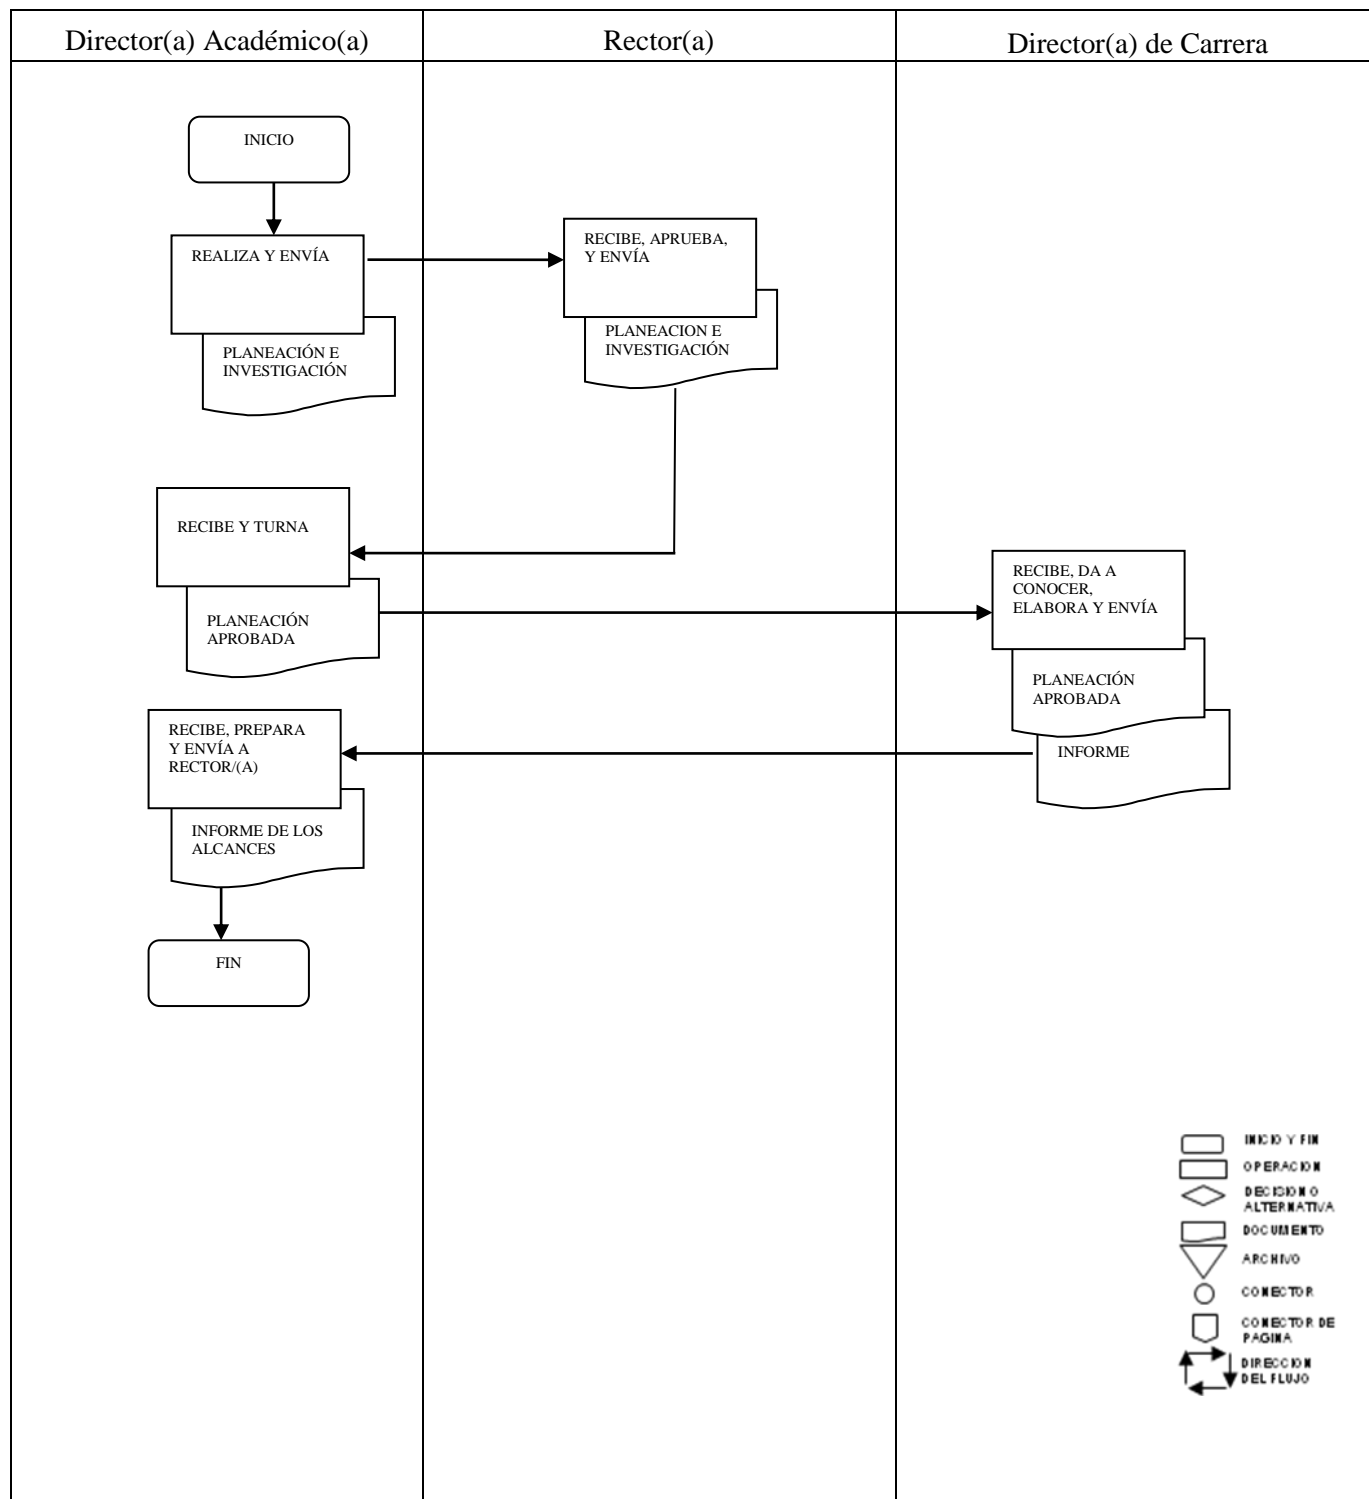 Director(a) Académico(a)
Rector(a)
Director(a) de Carrera
INICIO
REALIZA Y ENVÍA
PLANEACIÓN E
INVESTIGACIÓN
RECIBE, APRUEBA,
Y ENVÍA
PLANEACION E
INVESTIGACIÓN
RECIBE Y TURNA
PLANEACIÓN
APROBADA
RECIBE, DA A
CONOCER,
ELABORA Y ENVÍA
PLANEACIÓN
APROBADA
INFORME
RECIBE, PREPARA
Y ENVÍA A
RECTOR/(A)
INFORME DE LOS
ALCANCES
FIN
INICIO Y FIN
OPERACION
DECISION O
ALTERNATIVA
DOCUMENTO
ARCHIVO
CONECTOR
CONECTOR DE
PAGINA
DIRECCION
DEL FLUJO